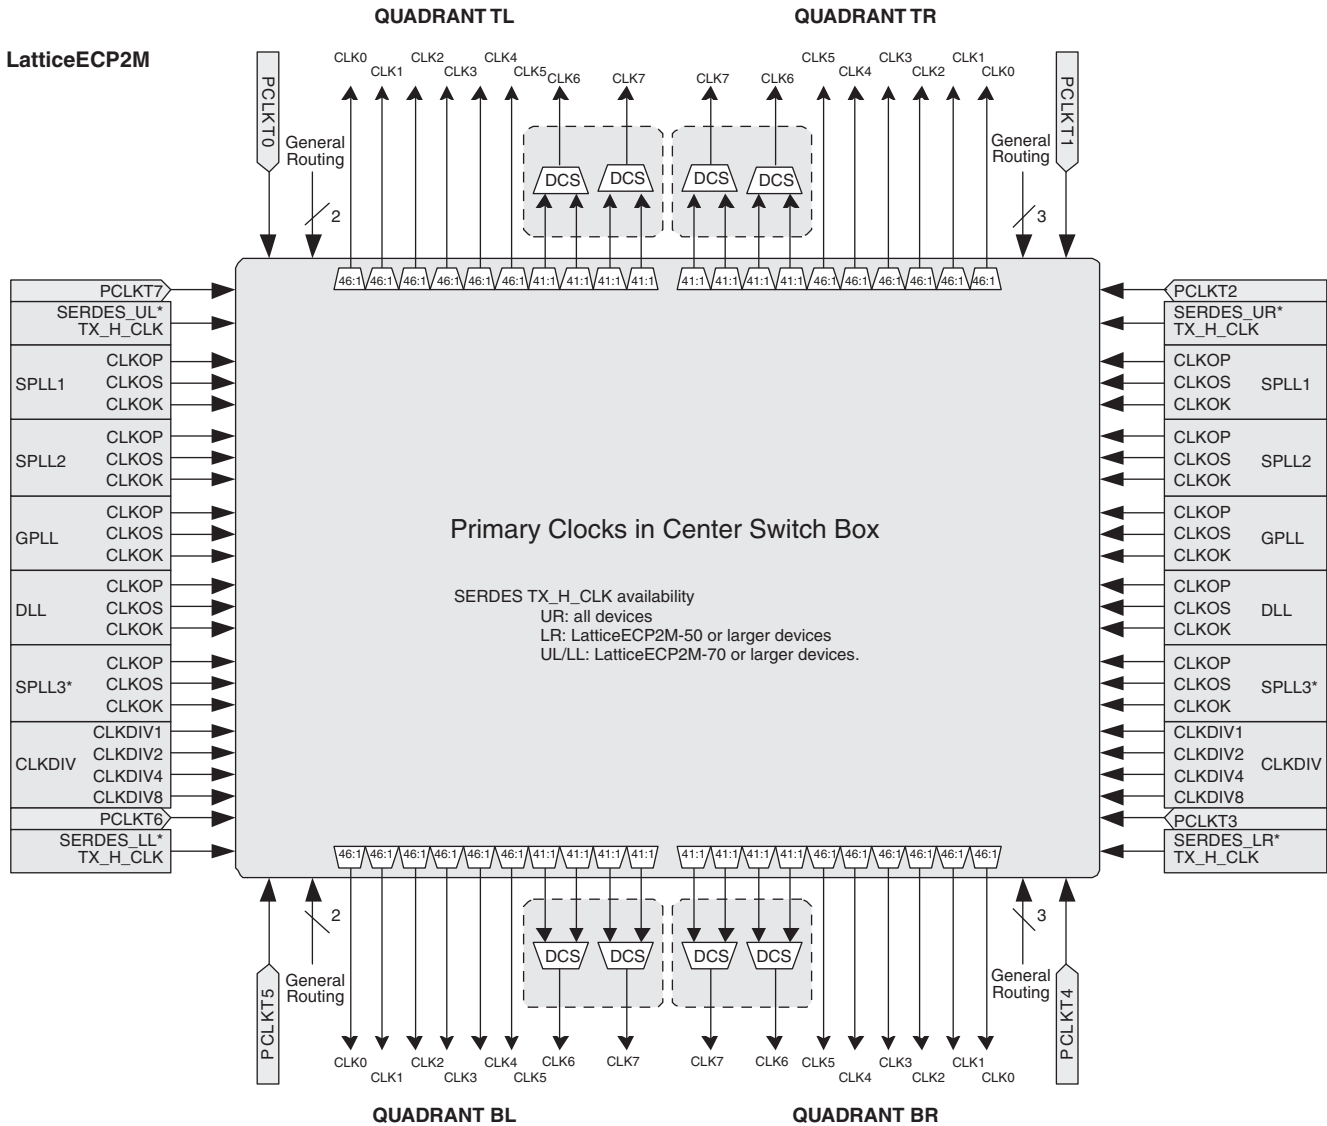 QUADRANT TL
QUADRANT TR
LatticeECP2M
CLK0
CLK1
CLK2
CLK3
CLK4
CLK5
CLK6
CLK7
CLK7
CLK6
CLK5
CLK4
CLK3
CLK2
CLK1
CLK0
PCLKT0
General
Routing
2
DCS
DCS
DCS
DCS
General
Routing
3
PCLKT1
46:1 46:1 46:1 46:1 46:1 46:1 41:1 41:1 41:1 41:1
41:1 41:1 41:1 41:1 46:1 46:1 46:1 46:1 46:1 46:1
PCLKT7
SERDES_UL*
TX_H_CLK
SPLL1
CLKOP
CLKOS
CLKOK
SPLL2
CLKOP
CLKOS
CLKOK
GPLL
CLKOP
CLKOS
CLKOK
DLL
CLKOP
CLKOS
CLKOK
SPLL3*
CLKOP
CLKOS
CLKOK
CLKDIV
CLKDIV1
CLKDIV2
CLKDIV4
CLKDIV8
PCLKT6
SERDES_LL*
TX_H_CLK
Primary Clocks in Center Switch Box
SERDES TX_H_CLK availability
UR: all devices
LR: LatticeECP2M-50 or larger devices
UL/LL: LatticeECP2M-70 or larger devices.
PCLKT2
SERDES_UR*
TX_H_CLK
CLKOP
CLKOS
CLKOK
SPLL1
CLKOP
CLKOS
CLKOK
SPLL2
CLKOP
CLKOS
CLKOK
GPLL
CLKOP
CLKOS
CLKOK
DLL
CLKOP
CLKOS
CLKOK
SPLL3*
CLKDIV1
CLKDIV2
CLKDIV4
CLKDIV8
CLKDIV
PCLKT3
SERDES_LR*
TX_H_CLK
46:1 46:1 46:1 46:1 46:1 46:1 41:1 41:1 41:1 41:1
41:1 41:1 41:1 41:1 46:1 46:1 46:1 46:1 46:1 46:1
PCLKT5
2
General
Routing
DCS
DCS
DCS
DCS
3
General
Routing
PCLKT4
CLK0
CLK1
CLK2
CLK3
CLK4
CLK5
CLK6
CLK7
CLK7
CLK6
CLK5
CLK4
CLK3
CLK2
CLK1
CLK0
QUADRANT BL
QUADRANT BR